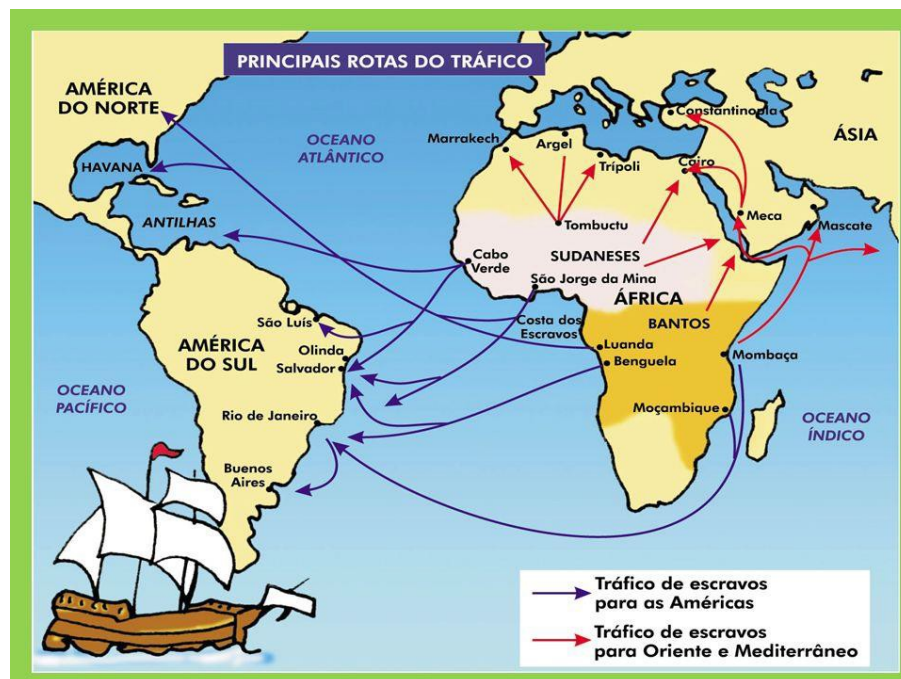 PRINCIPAIS ROTAS DO TRÁFICO
AMÉRICA
DO NORTE
OCEANO
ATLÂNTICO
Constantinopla
ÁSIA
Marrakech
Argel
Trípoli
Cairo
HAVANA
ANTILHAS
Tombuctu
Meca
Mascate
SUDANESES
Cabo
Verde
São Jorge da Mina
ÁFRICA
Costa dos
Escravos
BANTOS
São Luís
AMÉRICA
DO SUL
Olinda
Salvador
Luanda
Benguela
Mombaça
OCEANO
PACÍFICO
Rio de Janeiro
Moçambique
OCEANO
ÍNDICO
Buenos
Aires
Tráfico de escravos
para as Américas
Tráfico de escravos
para Oriente e Mediterrâneo